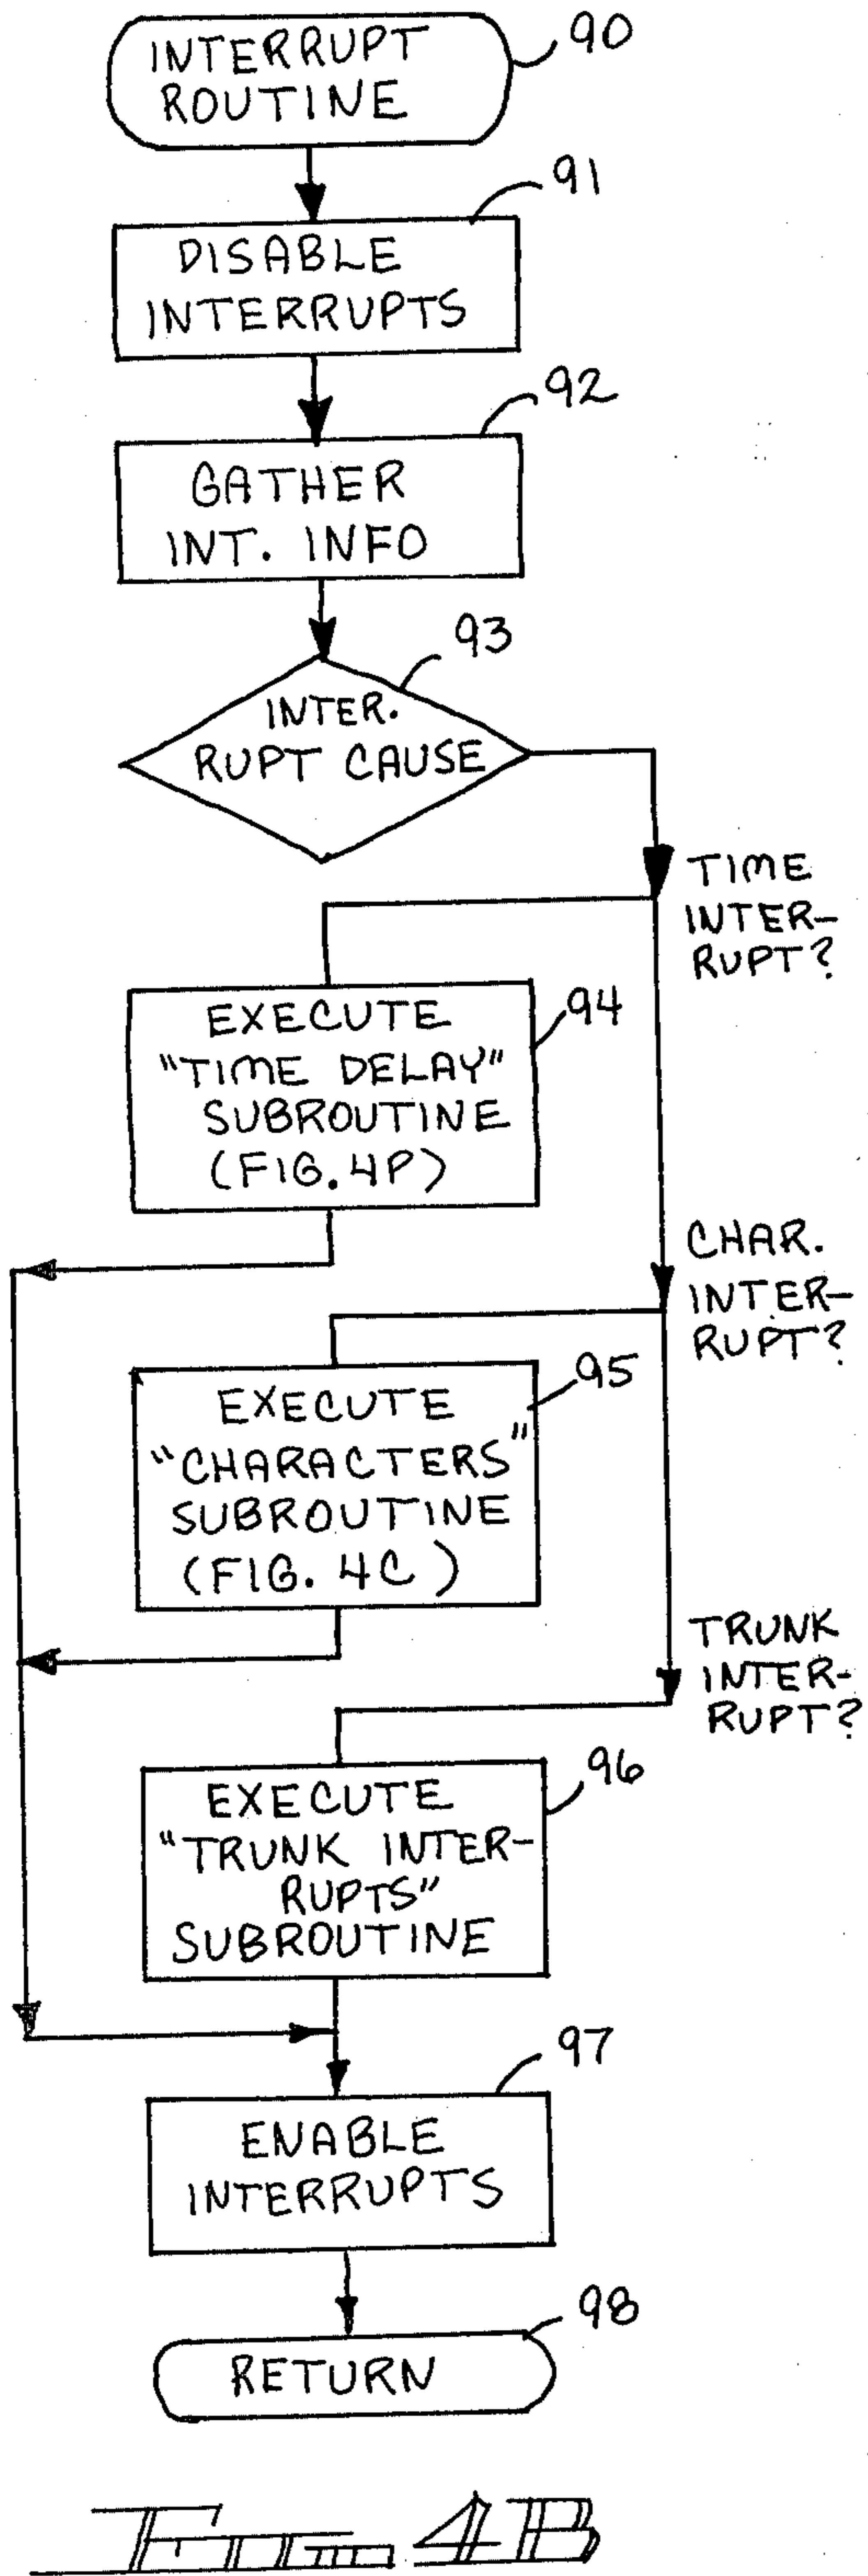 INTERRUPT
ROUTINE
90
91
DISABLE
INTERRUPTS
92
GATHER
INT. INFO
93
INTER.
RUPT CAUSE
TIME
INTER-
RUPT?
94
EXECUTE
"TIME DELAY"
SUBROUTINE
(FIG. 4P)
CHAR.
INTER-
RUPT?
95
EXECUTE
"CHARACTERS"
SUBROUTINE
(FIG. 4C)
TRUNK
INTER-
RUPT?
96
EXECUTE
"TRUNK INTER-
RUPTS"
SUBROUTINE
97
ENABLE
INTERRUPTS
98
RETURN
FIG. 4B